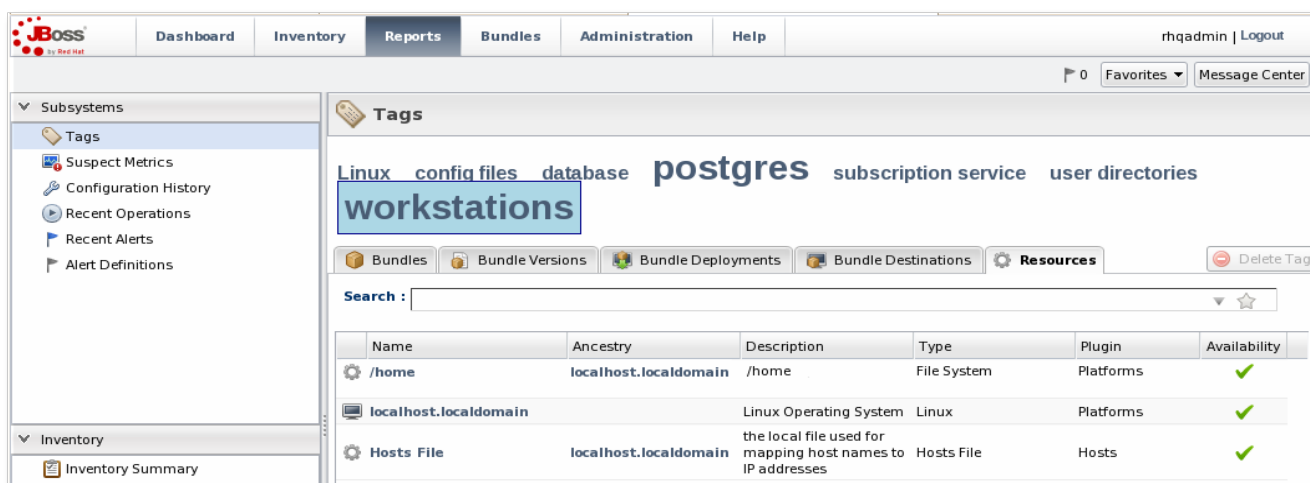 JBoss
by Red Hat
Dashboard Inventory Reports Bundles Administration Help rhqadmin | Logout
0 Favorites Message Center
Subsystems
Tags
Suspect Metrics
Configuration History
Recent Operations
Recent Alerts
Alert Definitions
Inventory
Inventory Summary
Tags
Linux config files database postgres subscription service user directories
workstations
Bundles Bundle Versions Bundle Deployments Bundle Destinations Resources Delete Tag
Search :
Name Ancestry Description Type Plugin Availability
/home localhost.localdomain /home File System Platforms
localhost.localdomain Linux Operating System Linux Platforms
the local file used for
Hosts File localhost.localdomain mapping host names to Hosts File Hosts
IP addresses